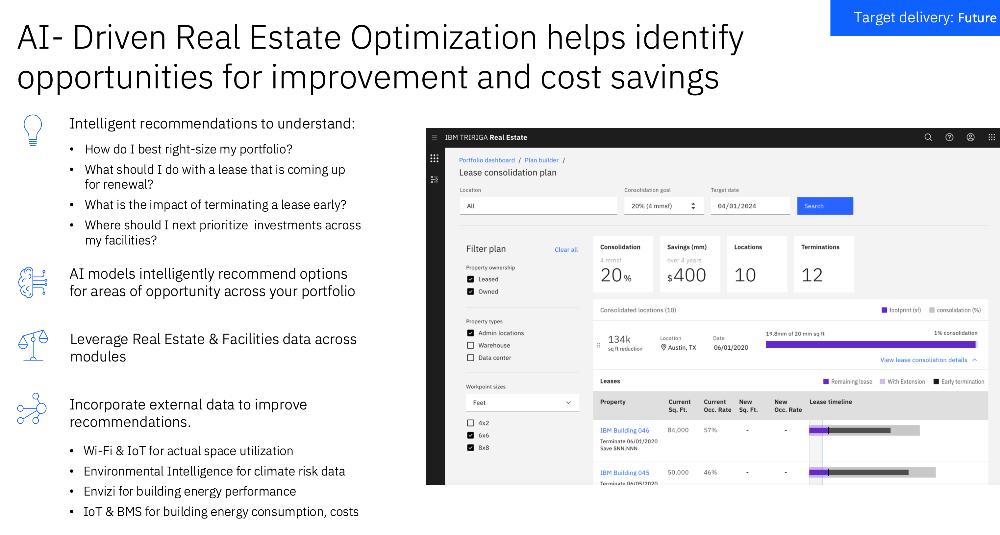 Target delivery: Future
AI- Driven Real Estate Optimization helps identify
opportunities for improvement and cost savings
Intelligent recommendations to understand:
• How do I best right-size my portfolio?
• What should I do with a lease that is coming up
for renewal?
• What is the impact of terminating a lease early?
• Where should I next prioritize  investments across
my facilities?
AI models intelligently recommend options
for areas of opportunity across your portfolio
Leverage Real Estate & Facilities data across
modules
Incorporate external data to improve
recommendations.
• Wi-Fi & IoT for actual space utilization
• Environmental Intelligence for climate risk data
• Envizi for building energy performance
• IoT & BMS for building energy consumption, costs
IBM TRIRIGA Real Estate
Portfolio dashboard / Plan builder /
Lease consolidation plan
Location Consolidation goal Target date
All 20% (4 mmsf) 04/01/2024 Search
Filter plan Clear all
Property ownership
Leased
Owned
Property types
Admin locations
Warehouse
Data center
Workpoint sizes
Feet
4x2
6x6
8x8
Consolidation Savings (mm) Locations Terminations
4 mmsf over 4 years
20% $400 10 12
Consolidated locations (10) footprint (sf) consolidation (%)
19.8mm of 20 mm sq ft 1% consolidation
134k Location Date
sq ft reduction Austin, TX 06/01/2020
View lease consoliation details
Leases Remaining lease With Extension Early termination
Property Current Current New New Lease timeline
Sq. Ft. Occ. Rate Sq. Ft. Occ. Rate
IBM Building 046 84,000 57% - -
Terminate 06/01/2020
Save $NN,NNN
IBM Building 045 50,000 46% - -
Terminate 06/05/2020